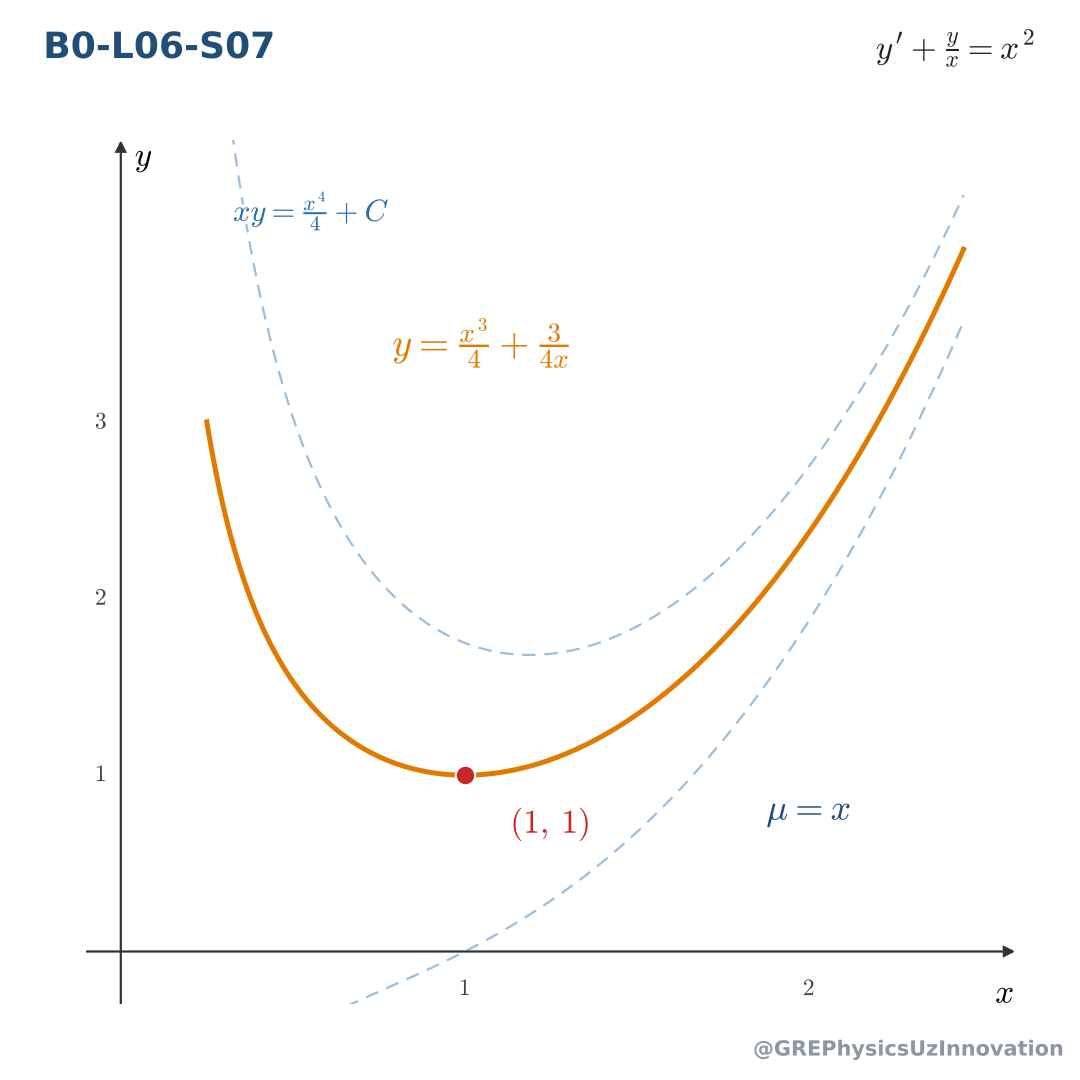 B0-L06-S07
y′ + y/x = x²
y
xy = x⁴/4 + C
y = x³/4 + 3/4x
3
2
1
(1, 1)
μ = x
1 2
x
@GREPhysicsUzInnovation